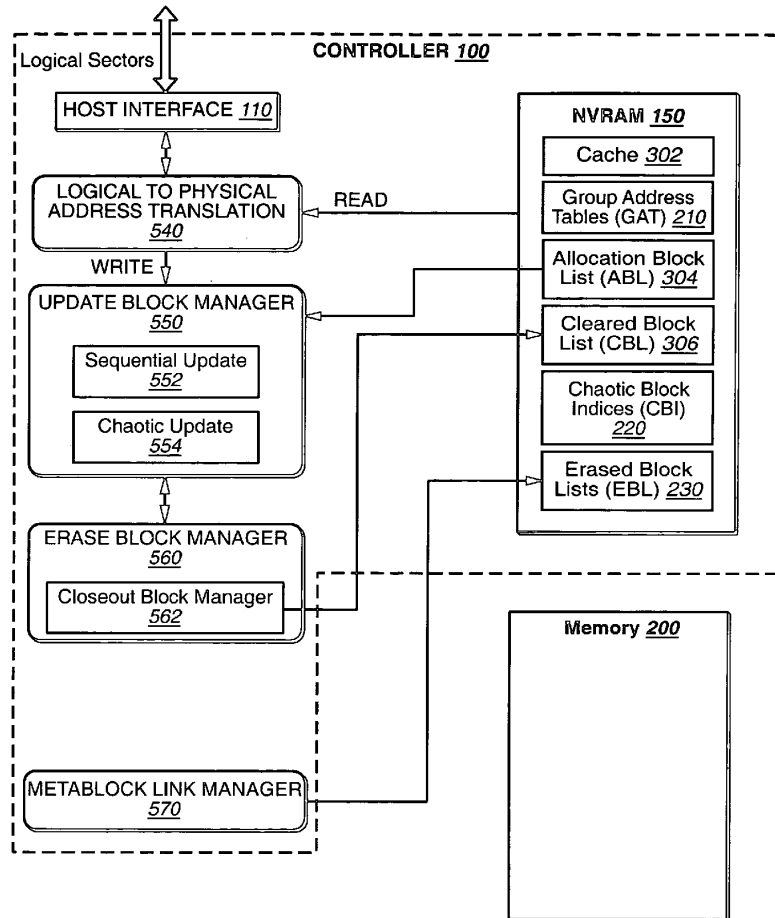 CONTROLLER 100
Logical Sectors
HOST INTERFACE 110
LOGICAL TO PHYSICAL
ADDRESS TRANSLATION
540
READ
WRITE
UPDATE BLOCK MANAGER
550
Sequential Update
552
Chaotic Update
554
ERASE BLOCK MANAGER
560
Closeout Block Manager
562
METABLOCK LINK MANAGER
570
NVRAM 150
Cache 302
Group Address
Tables (GAT) 210
Allocation Block
List (ABL) 304
Cleared Block
List (CBL) 306
Chaotic Block
Indices (CBI)
220
Erased Block
Lists (EBL) 230
Memory 200